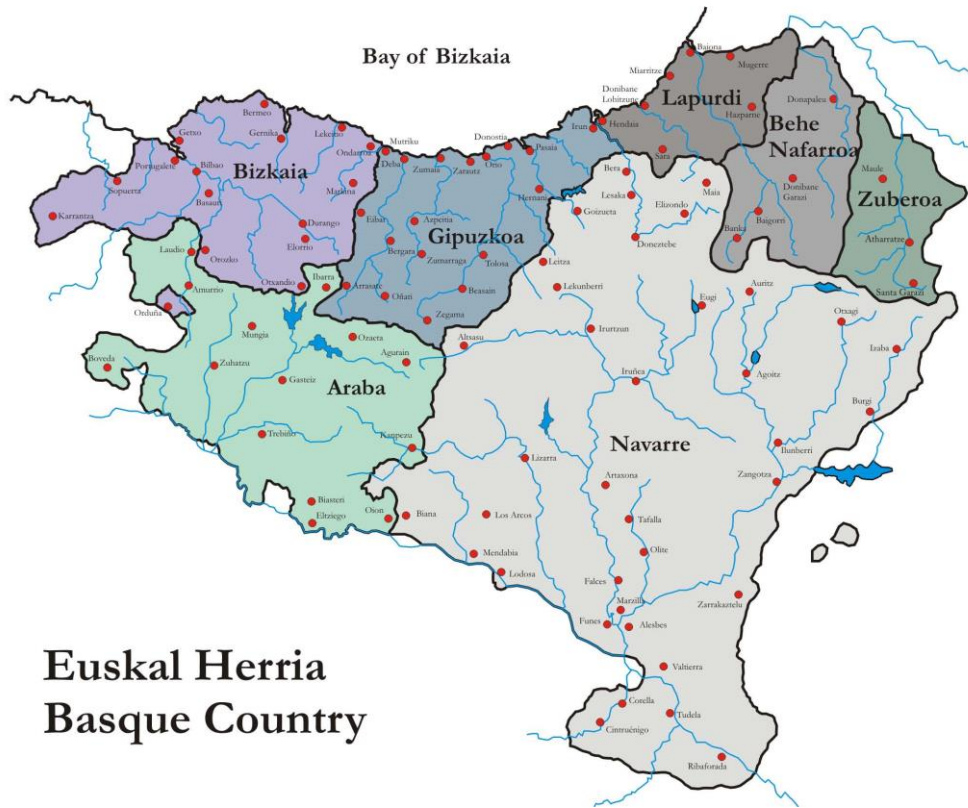 Bay of Bizkaia
Baiona
Mugerre
Miarritze
Donibane
Lohitzune
Lapurdi
Hazparne
Donapaleu
Behe
Nafarroa
Hendaia
Sara
Bermeo
Getxo
Gernika
Lekeitio
Mutriku
Donostia
Irun
Ondarroa
Deba
Zumaia
Zarautz
Orio
Pasaia
Portugalete
Bilbao
Bizkaia
Sopuerta
Basauri
Markina
Hernani
Bera
Lesaka
Maia
Donibane
Garazi
Maule
Zuberoa
Karrantza
Durango
Eibar
Azpeitia
Goizueta
Elizondo
Baigorri
Elorrio
Gipuzkoa
Doneztebe
Banka
Atharratze
Laudio
Orozko
Bergara
Zumarraga
Tolosa
Leitza
Otxandio
Ibarra
Arrasate
Oñati
Beasain
Lekunberri
Santa Garazi
Amurrio
Orduña
Eugi
Auritz
Otsagi
Zegama
Mungia
Ozaeta
Altsasu
Irurtzun
Izaba
Boveda
Zuhatzu
Agurain
Gasteiz
Araba
Iruñea
Agoitz
Burgi
Trebiño
Kanpezu
Navarre
Ilunberri
Lizarra
Zangotza
Artaxona
Biasteri
Eltziego
Oion
Biana
Los Arcos
Tafalla
Olite
Mendabia
Lodosa
Falces
Zarrakaztelu
Marzilla
Funes
Alesbes
Euskal Herria
Basque Country
Valtierra
Corella
Tudela
Cintruénigo
Ribaforada